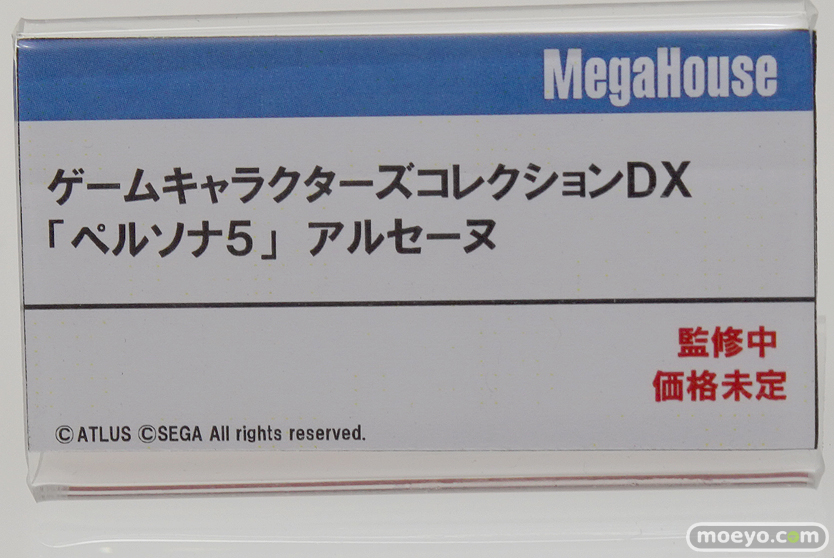 MegaHouse
ゲームキャラクターズコレクションDX
「ペルソナ5」 アルセーヌ
監修中
価格未定
©ATLUS ©SEGA All rights reserved.
moeyo.com